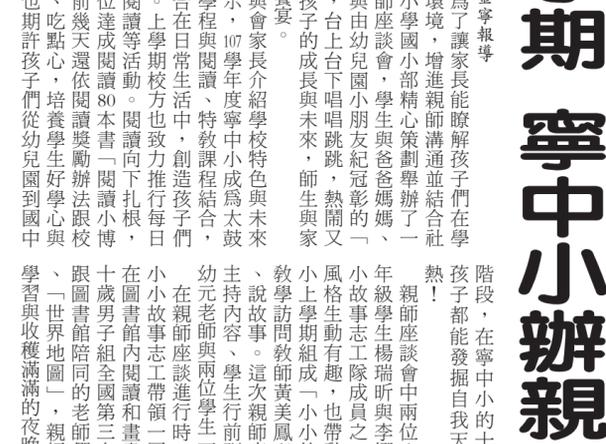 期 寧中小辦親
寧報導
為了讓家長能瞭解孩子們在學
環境，增進親師溝通並結合社
小學國小部精心策劃舉辦了一
師座談會，學生與爸爸媽媽、
與由幼兒園小朋友紀冠彰的「
，台上台下唱唱跳跳，熱鬧又
孩子的成長與未來，師生與家
饗宴。
與會家長介紹學校特色與未來
示，107學年度寧中小成為太鼓
學程與閱讀、特教課程結合，
合在日常生活中，創造孩子們
。上學期校方也致力推行每日
閱讀等活動。閱讀向下扎根，
位達成閱讀80本書「閱讀小博
前幾天還依閱讀獎勵辦法跟校
、吃點心，培養學生好學心與
也期許孩子們從幼兒園到國中
階段，在寧中小的
孩子都能發掘自我天
熱！
親師座談會中兩位
年級學生楊瑞昕與李
小故事志工隊成員之
風格生動有趣，也帶
小上學期組成「小小
教學訪問教師黃美鳳
、說故事。這次親師
主持內容、學生行前
幼元老師與兩位學生
在親師座談進行時
小小故事志工帶領一
在圖書館內閱讀和畫
十歲男子組全國第三
跟圖書館陪同的老師
、「世界地圖」，親
學習與收穫滿滿的夜晚